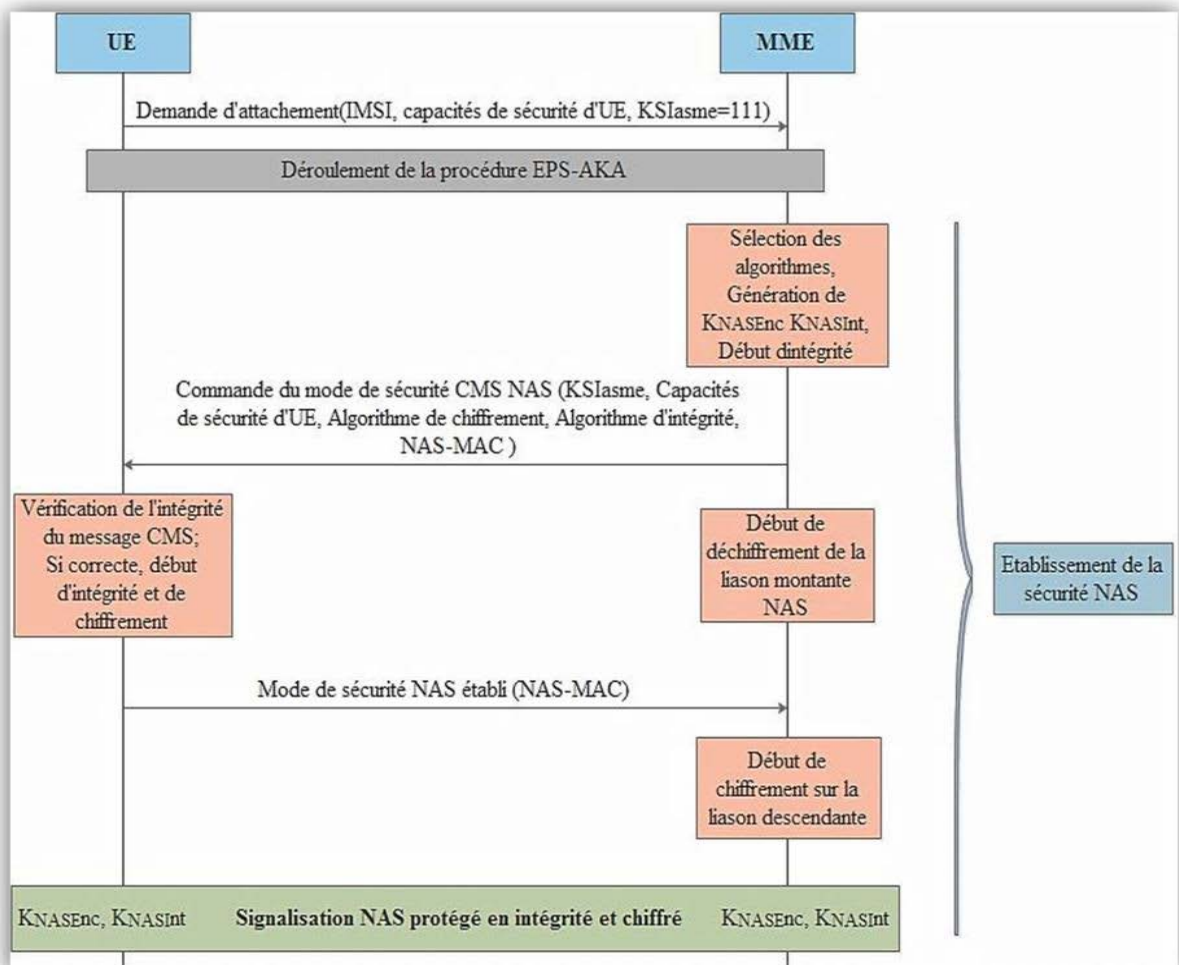 UE
MME
Demande d'attachement(IMSI, capacités de sécurité d'UE, KSIasme=111)
Déroulement de la procédure EPS-AKA
Sélection des
algorithmes,
Génération de
KNASEnc KNASInt,
Début dintégrité
Commande du mode de sécurité CMS NAS (KSIasme, Capacités
de sécurité d'UE, Algorithme de chiffrement, Algorithme d'intégrité,
NAS-MAC )
Vérification de l'intégrité
du message CMS;
Si correcte, début
d'intégrité et de
chiffrement
Début de
déchiffrement de la
liason montante
NAS
Etablissement de la
sécurité NAS
Mode de sécurité NAS établi (NAS-MAC)
Début de
chiffrement sur la
liason descendante
KNASEnc, KNASInt
Signalisation NAS protégé en intégrité et chiffré
KNASEnc, KNASInt